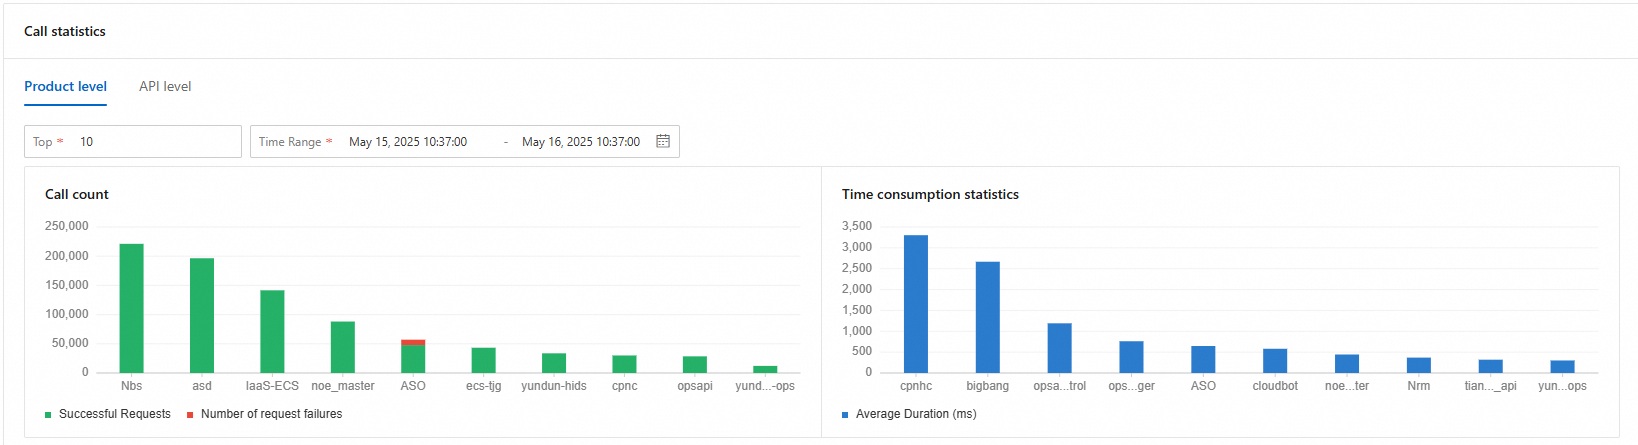 Call statistics
Product level API level
Top * 10 Time Range * May 15, 2025 10:37:00 - May 16, 2025 10:37:00
Call count
250,000
200,000
150,000
100,000
50,000
0
Nbs asd IaaS-ECS noe_master ASO ecs-tjg yundun-hids cpnc opsapi yund...-ops
Successful Requests Number of request failures
Time consumption statistics
3,500
3,000
2,500
2,000
1,500
1,000
500
0
cpnhc bigbang opsa...trol ops...ger ASO cloudbot noe...ter Nrm tian..._api yun...ops
Average Duration (ms)